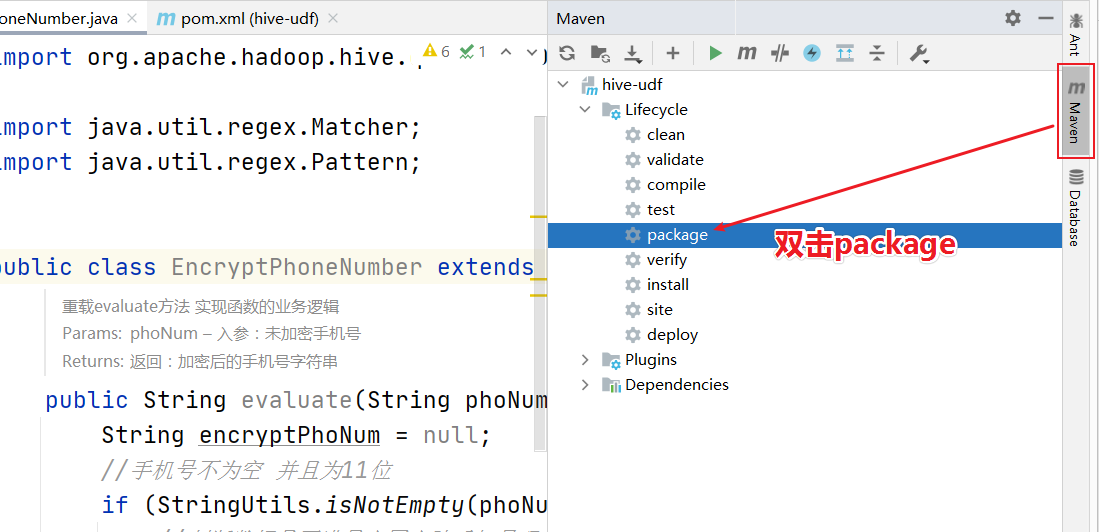 oneNumber.java
pom.xml (hive-udf)
import org.apache.hadoop.hive.
6 1
import java.util.regex.Matcher;
import java.util.regex.Pattern;
public class EncryptPhoneNumber extends
重载evaluate方法 实现函数的业务逻辑
Params: phoNum – 入参:未加密手机号
Returns: 返回:加密后的手机号字符串
public String evaluate(String phoNum
String encryptPhoNum = null;
//手机号不为空 并且为11位
if (StringUtils.isNotEmpty(phoNu
Maven
hive-udf
Lifecycle
clean
validate
compile
test
package
双击package
verify
install
site
deploy
Plugins
Dependencies
Ant
Maven
Database